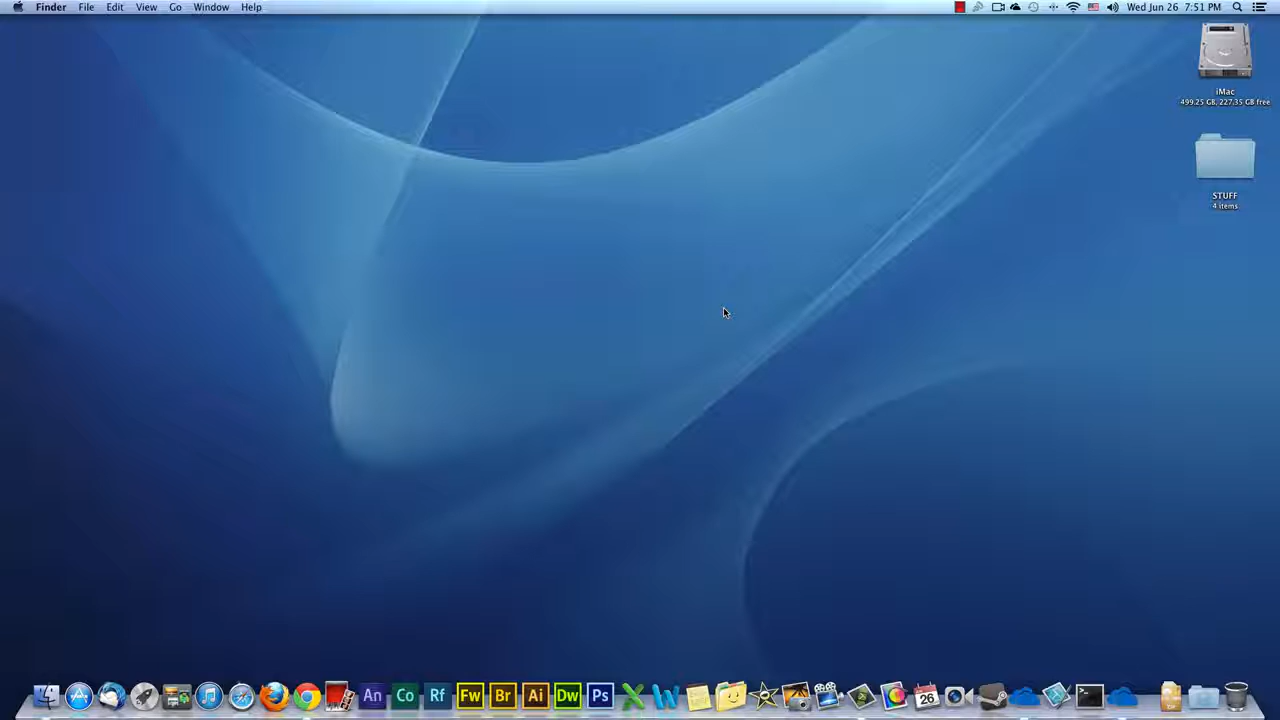 Finder File Edit View Go Window Help Wed Jun 26 7:51 PM
iMac
499.25 GB, 227.35 GB free
STUFF
4 items
An Co Rf Fw Br Ai Dw Ps 26